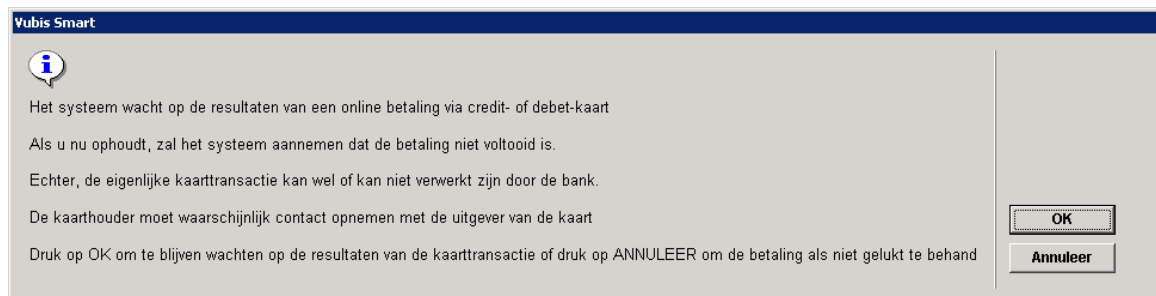 Vubis Smart
Het systeem wacht op de resultaten van een online betaling via credit- of debet-kaart
Als u nu ophoudt, zal het systeem aannemen dat de betaling niet voltooid is.
Echter, de eigenlijke kaarttransactie kan wel of kan niet verwerkt zijn door de bank.
De kaarthouder moet waarschijnlijk contact opnemen met de uitgever van de kaart
OK
Druk op OK om te blijven wachten op de resultaten van de kaarttransactie of druk op ANNULEER om de betaling als niet gelukt te behand
Annuleer